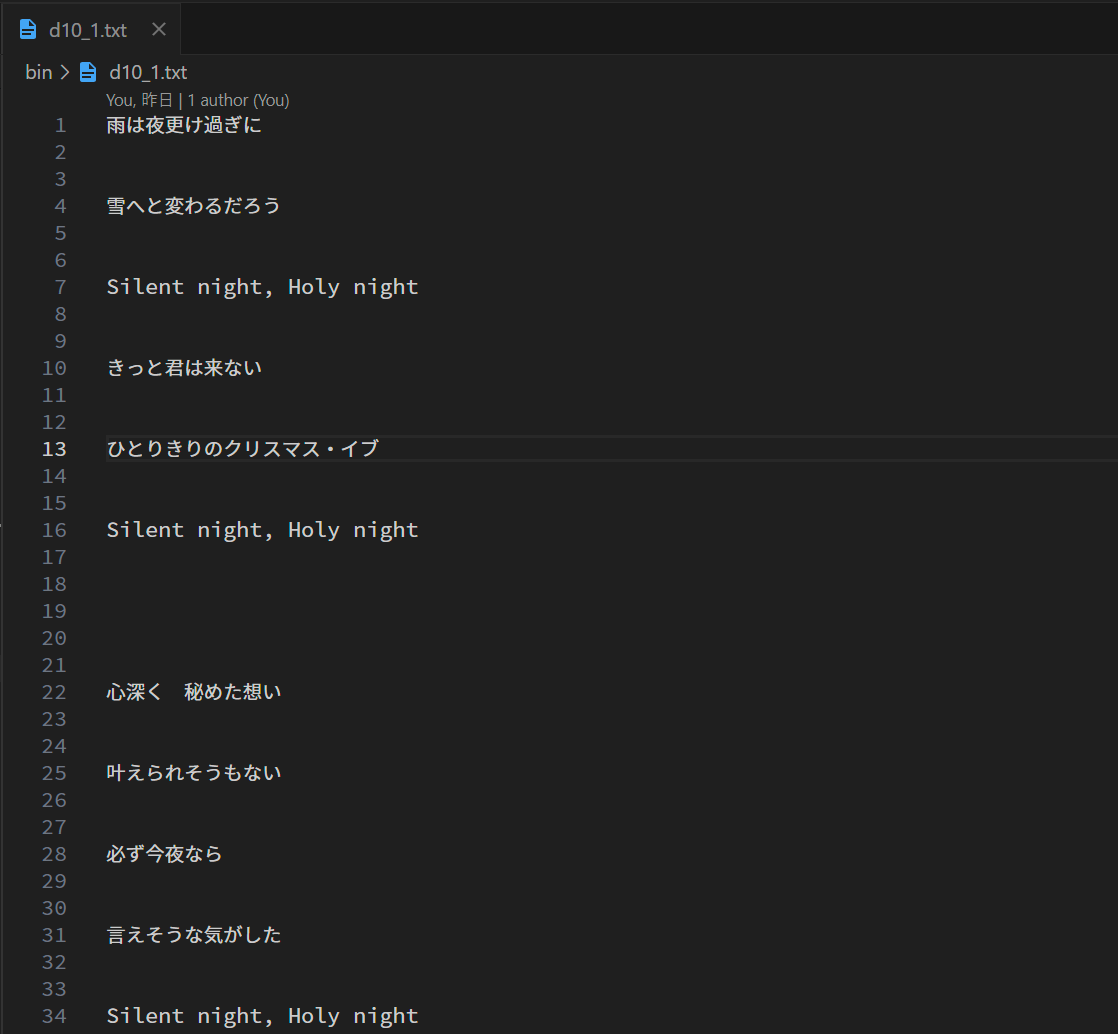 d10_1.txt
bin > d10_1.txt
You, 昨日 | 1 author (You)
1 雨は夜更け過ぎに
2
3
4 雪へと変わるだろう
5
6
7 Silent night, Holy night
8
9
10 きっと君は来ない
11
12
13 ひとりきりのクリスマス・イブ
14
15
16 Silent night, Holy night
17
18
19
20
21
22 心深く　秘めた想い
23
24
25 叶えられそうもない
26
27
28 必ず今夜なら
29
30
31 言えそうな気がした
32
33
34 Silent night, Holy night